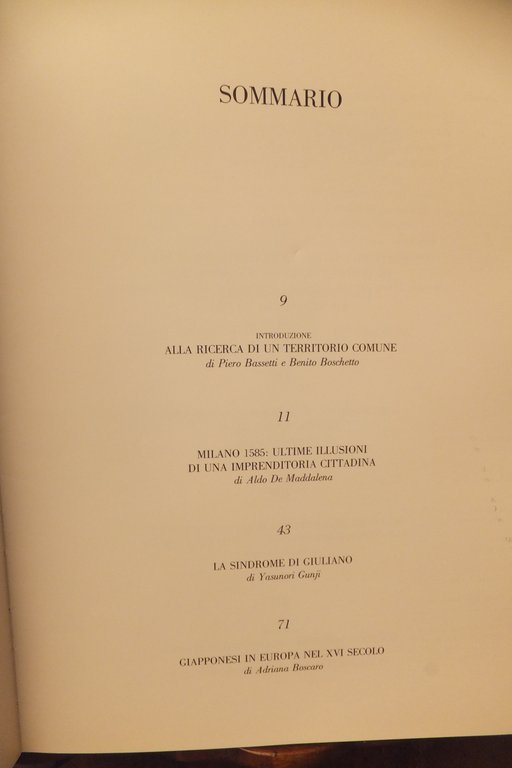 SOMMARIO
9
INTRODUZIONE
ALLA RICERCA DI UN TERRITORIO COMUNE
di Piero Bassetti e Benito Boschetto
11
MILANO 1585: ULTIME ILLUSIONI
DI UNA IMPRENDITORIA CITTADINA
di Aldo De Maddalena
43
LA SINDROME DI GIULIANO
di Yasunori Gunji
71
GIAPPONESI IN EUROPA NEL XVI SECOLO
di Adriana Boscaro